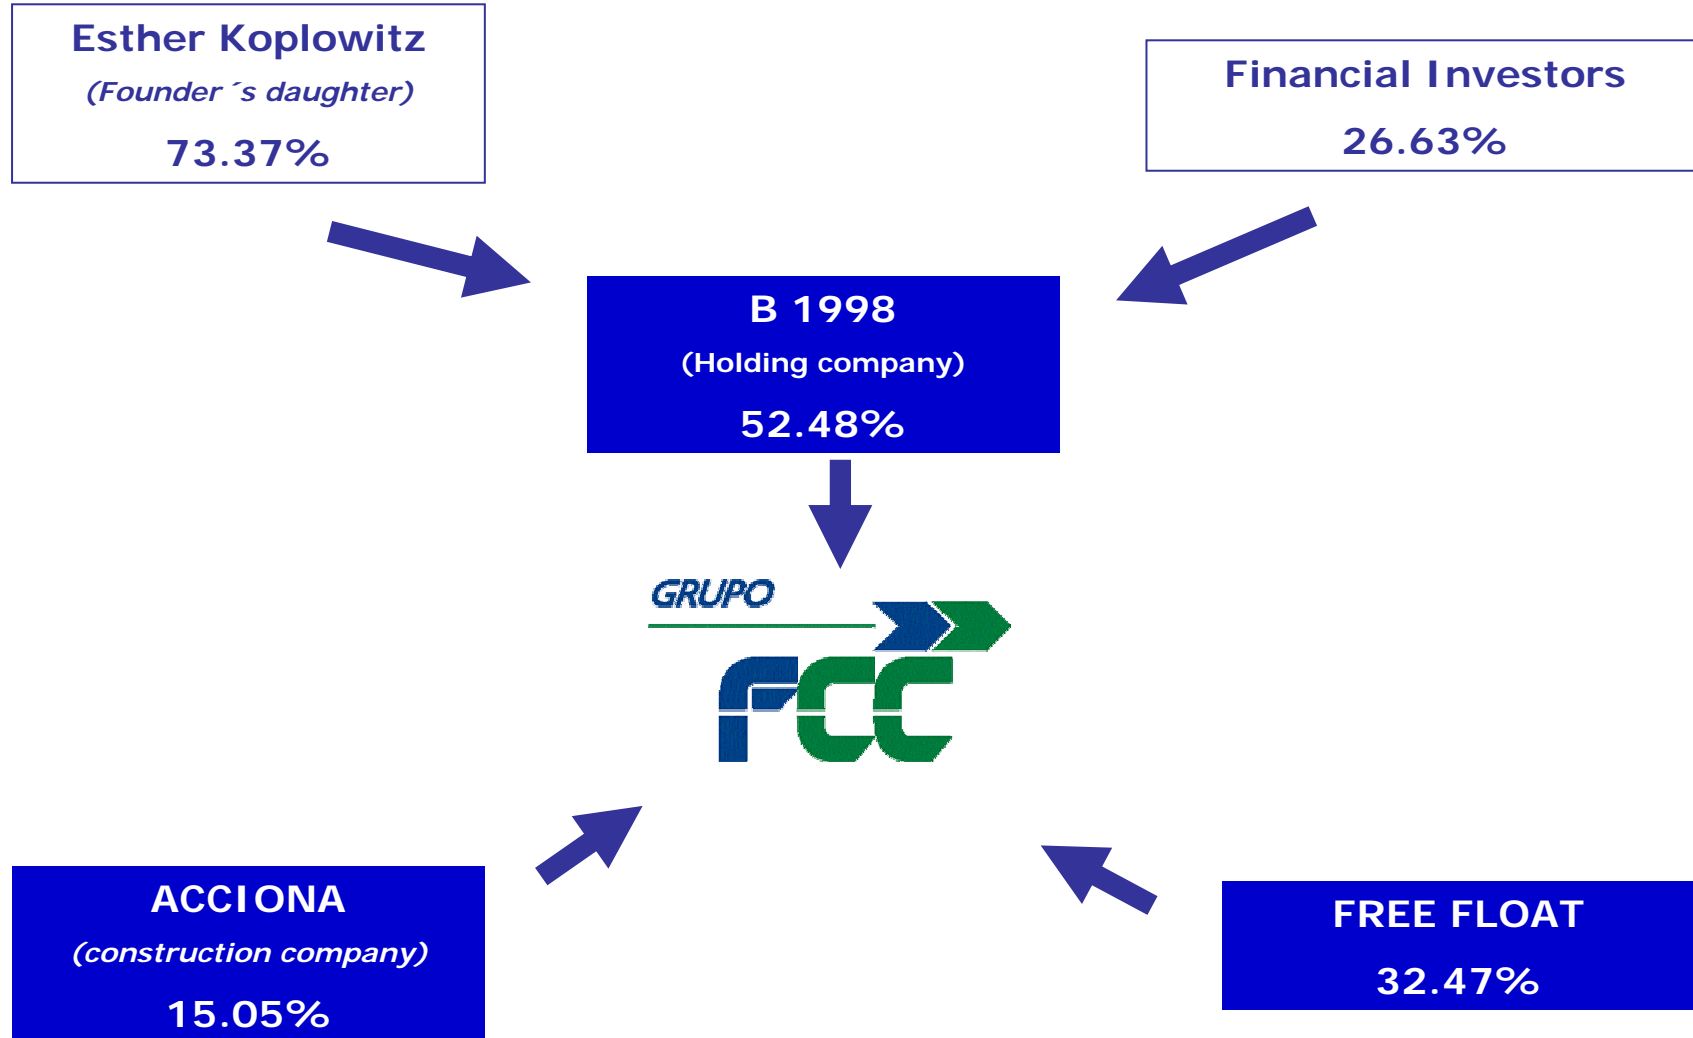 Esther Koplowitz
(Founder´s daughter)
73.37%
Financial Investors
26.63%
B 1998
(Holding company)
52.48%
GRUPO
FCC
ACCIONA
(construction company)
15.05%
FREE FLOAT
32.47%